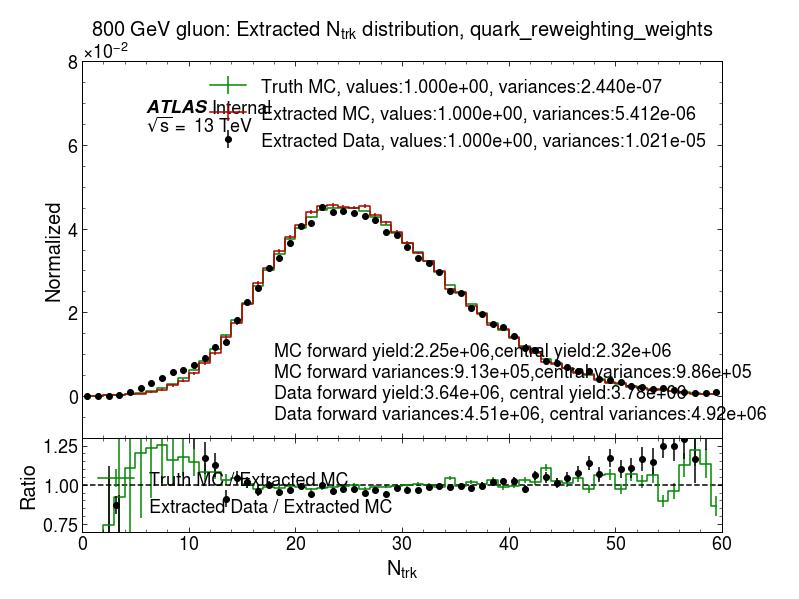 800 GeV gluon: Extracted Ntrk distribution, quark_reweighting_weights
×10−2
Truth MC, values:1.000e+00, variances:2.440e-07
ATLAS Internal
Extracted MC, values:1.000e+00, variances:5.412e-06
√s = 13 TeV
Extracted Data, values:1.000e+00, variances:1.021e-05
8
6
4
2
0
Normalized
MC forward yield:2.25e+06,central yield:2.32e+06
MC forward variances:9.13e+05,central variances:9.86e+05
Data forward yield:3.64e+06, central yield:3.78e+06
Data forward variances:4.51e+06, central variances:4.92e+06
1.25
1.00
0.75
Ratio
Truth MC / Extracted MC
Extracted Data / Extracted MC
0 10 20 30 40 50 60
Ntrk